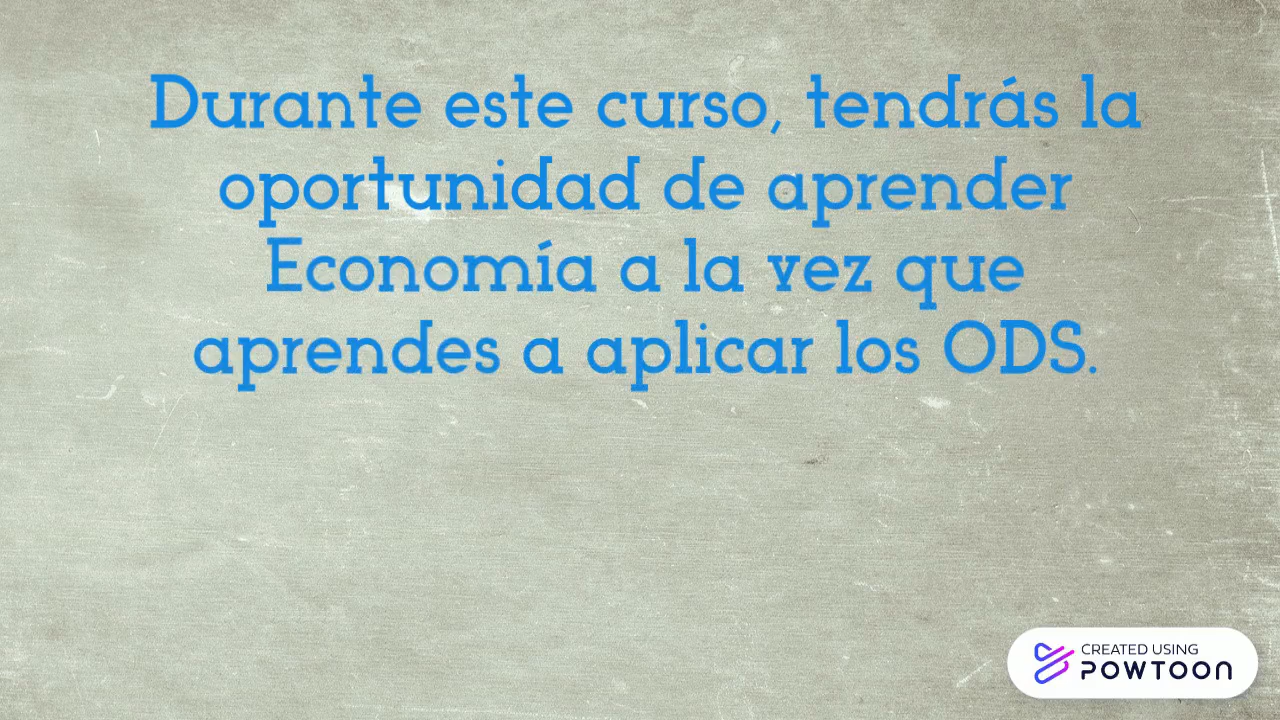 Durante este curso, tendrás la
oportunidad de aprender
Economía a la vez que
aprendes a aplicar los ODS.
CREATED USING
POWTOON